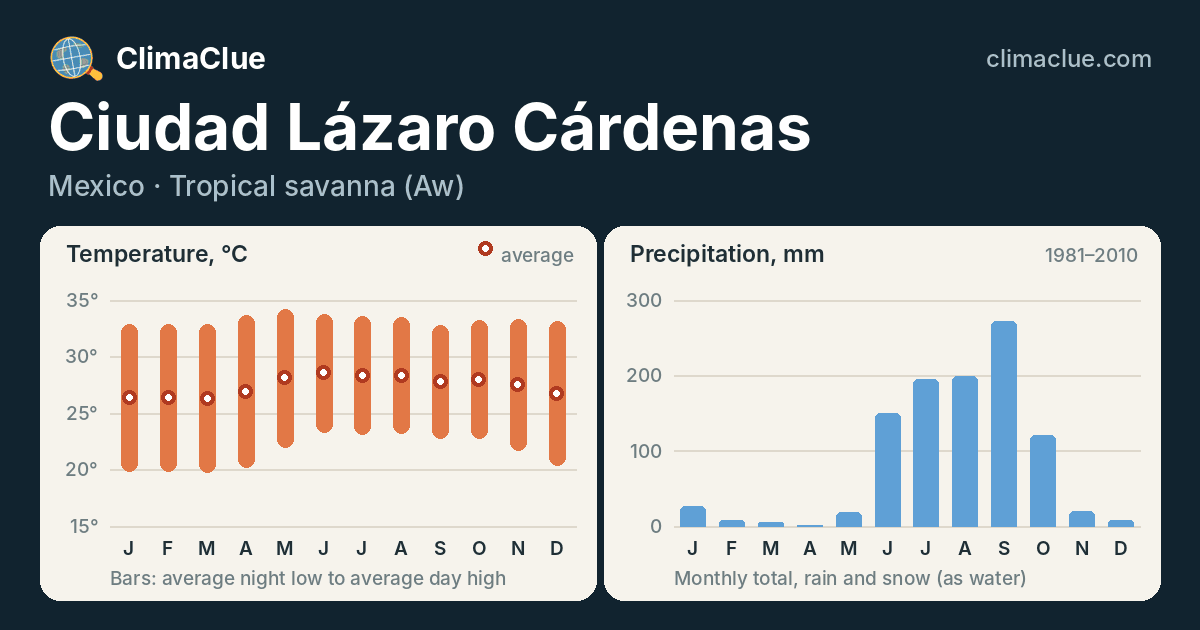 ClimaClue
climaclue.com
Ciudad Lázaro Cárdenas
Mexico · Tropical savanna (Aw)
Temperature, °C
average
35°
30°
25°
20°
15°
J F M A M J J A S O N D
Bars: average night low to average day high
Precipitation, mm
1981–2010
300
200
100
0
J F M A M J J A S O N D
Monthly total, rain and snow (as water)